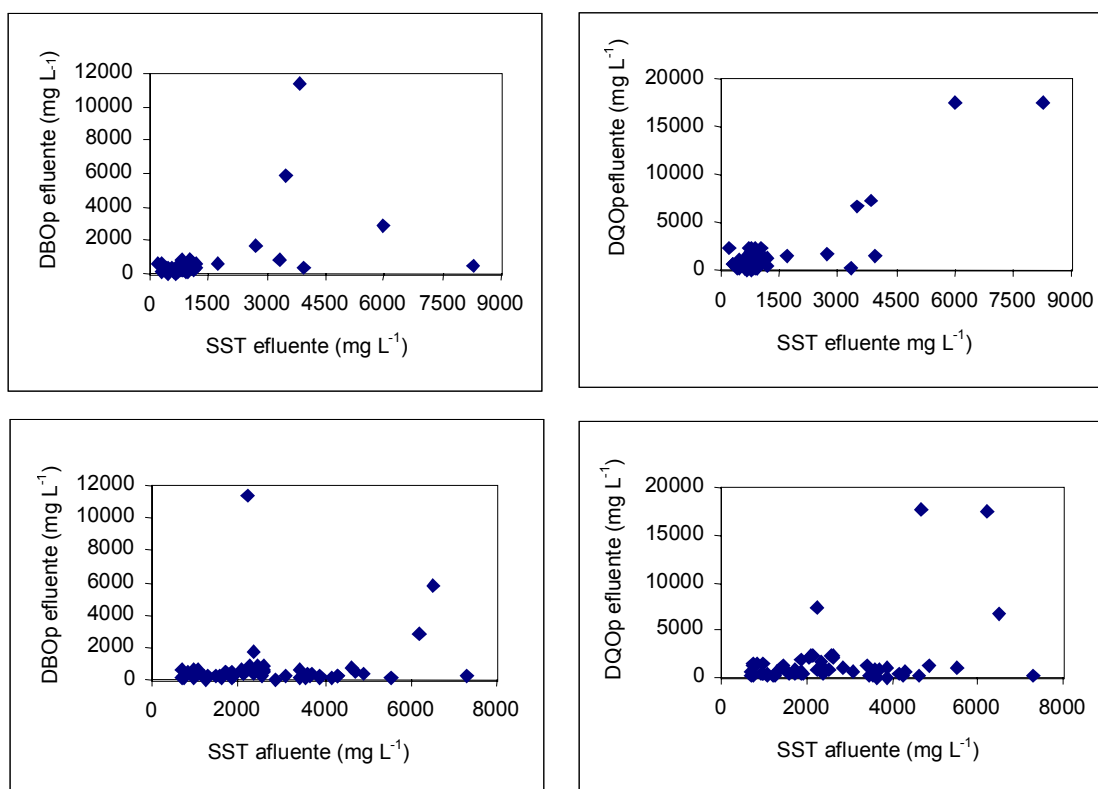 DBOp efluente (mg L-1)
12000
10000
8000
6000
4000
2000
0
0 1500 3000 4500 6000 7500 9000
SST efluente (mg L-1)
DQOpefluente (mg L-1)
20000
15000
10000
5000
0
0 1500 3000 4500 6000 7500 9000
SST efluente mg L-1)
DBOp efluente (mg L-1)
12000
10000
8000
6000
4000
2000
0
0 2000 4000 6000 8000
SST afluente (mg L-1)
DQOp efluente (mg L-1)
20000
15000
10000
5000
0
0 2000 4000 6000 8000
SST afluente (mg L-1)